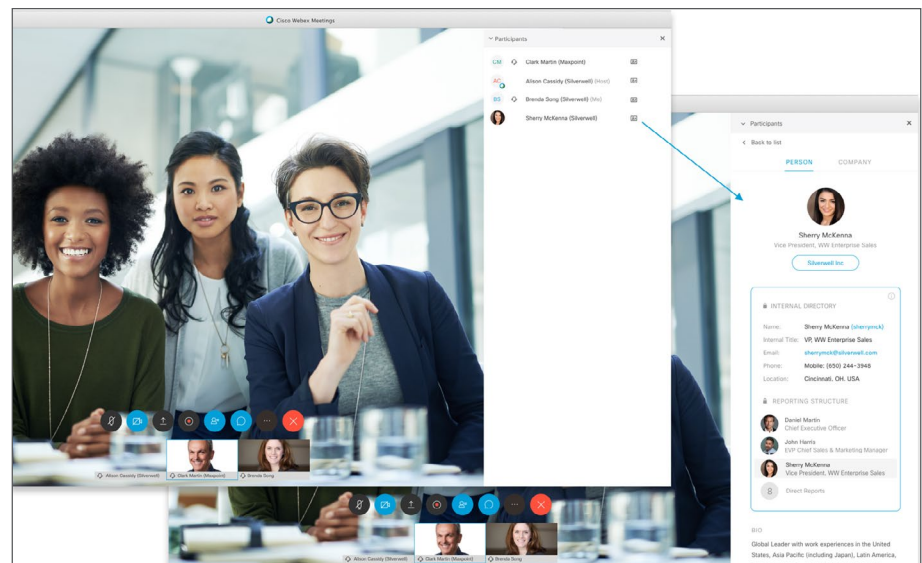 Cisco Webex Meetings
Participants
CM Clark Martin (Maxpoint)
AC Alison Cassidy (Silverwell) (Host)
BS Brenda Song (Silverwell) (Me)
Sherry McKenna (Silverwell)
Alison Cassidy (Silverwell) Clark Martin (Maxpoint) Brenda Song
Participants
Back to list
PERSON COMPANY
Sherry McKenna
Vice President, WW Enterprise Sales
Silverwell Inc
INTERNAL DIRECTORY
Name: Sherry McKenna (sherrymck)
Internal Title: VP, WW Enterprise Sales
Email: sherrymck@silverwell.com
Phone: Mobile: (650) 244-3948
Location: Cincinnati. OH. USA
REPORTING STRUCTURE
Daniel Martin
Chief Executive Officer
John Harris
EVP Chief Sales & Marketing Manager
Sherry McKenna
Vice President. WW Enterprise Sales
8 Direct Reports
BIO
Global Leader with work experiences in the United
States, Asia Pacific (including Japan), Latin America,
Alison Cassidy (Silverwell) Clark Martin (Maxpoint) Brenda Song